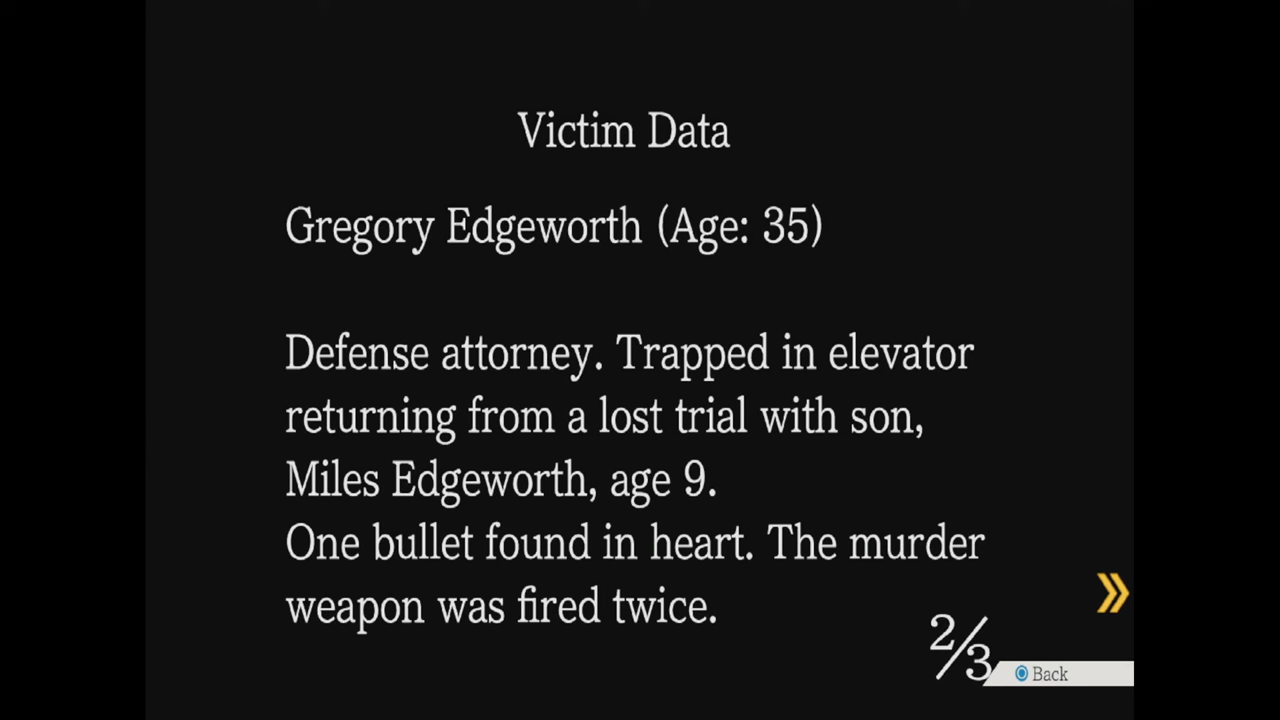 Victim Data
Gregory Edgeworth (Age: 35)
Defense attorney. Trapped in elevator
returning from a lost trial with son,
Miles Edgeworth, age 9.
One bullet found in heart. The murder
weapon was fired twice.
2/3
Back